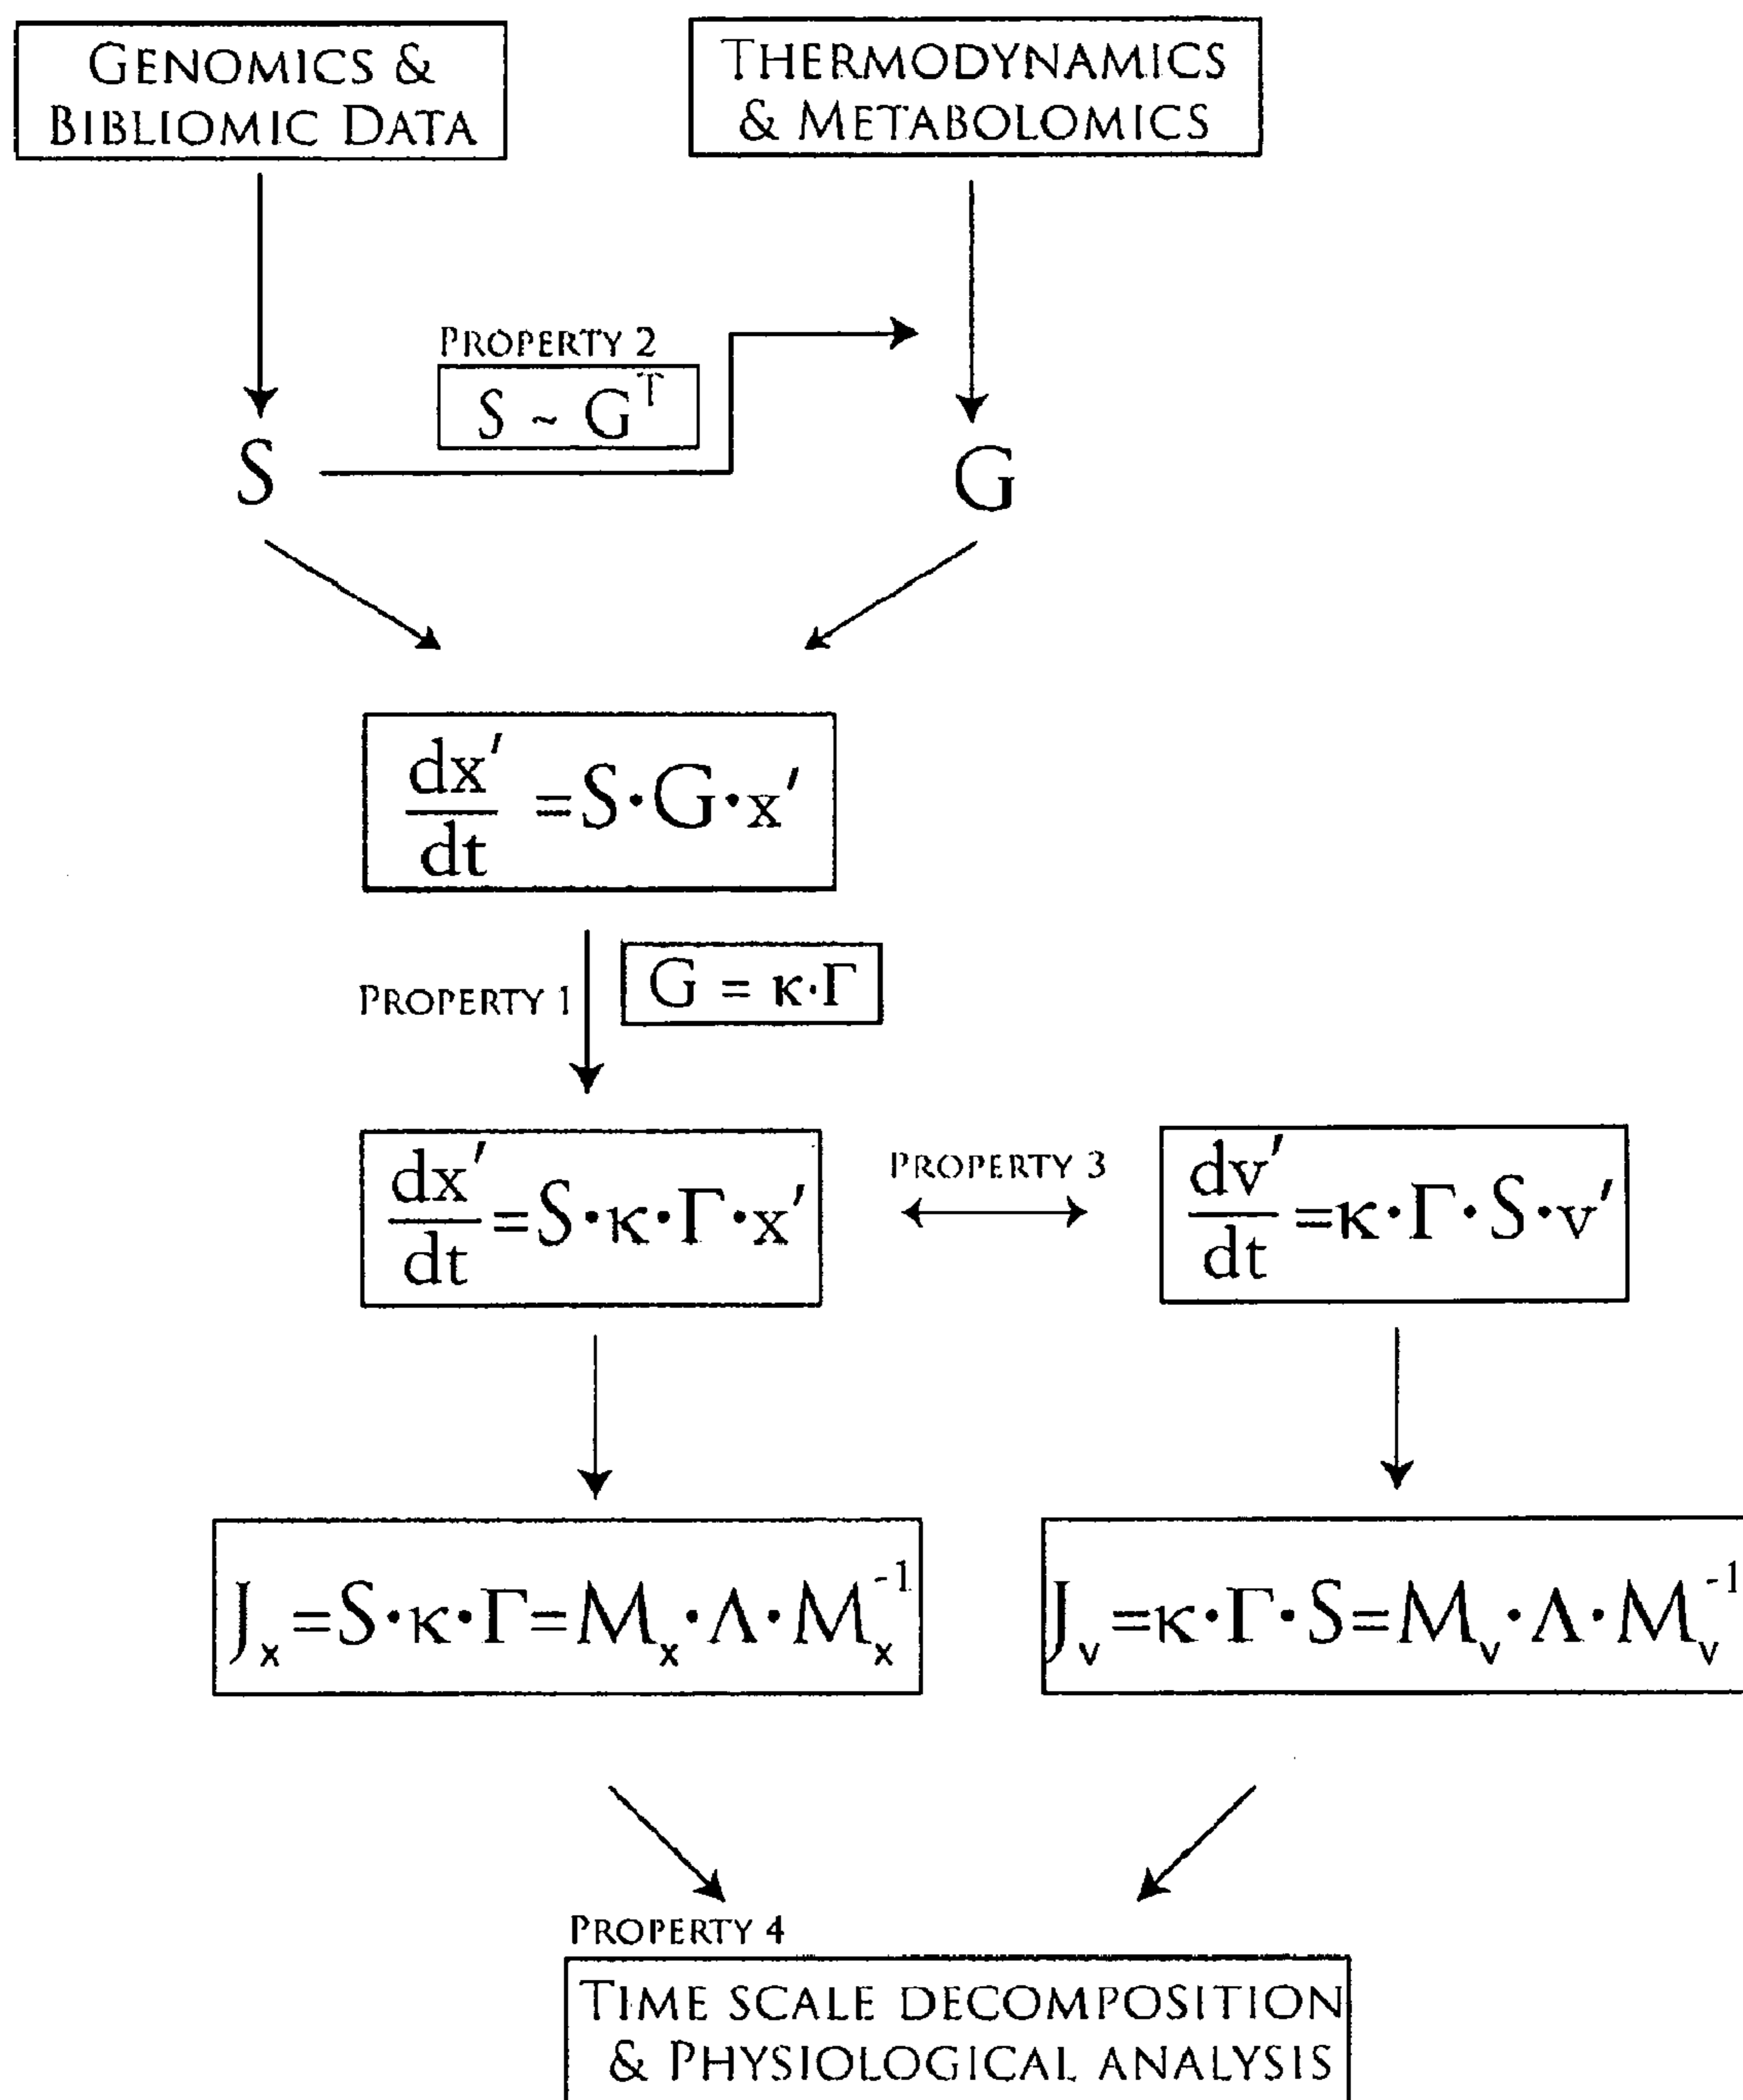 GENOMICS &
BIBLIOMIC DATA
THERMODYNAMICS
& METABOLOMICS
PROPERTY 2
S ~ G^T
S
G
dx'/dt = S·G·x'
PROPERTY 1
G = κ·Γ
dx'/dt = S·κ·Γ·x'
PROPERTY 3
dv'/dt = κ·Γ·S·v'
J_x = S·κ·Γ = M_x·Λ·M_x^-1
J_v = κ·Γ·S = M_v·Λ·M_v^-1
PROPERTY 4
TIME SCALE DECOMPOSITION
& PHYSIOLOGICAL ANALYSIS